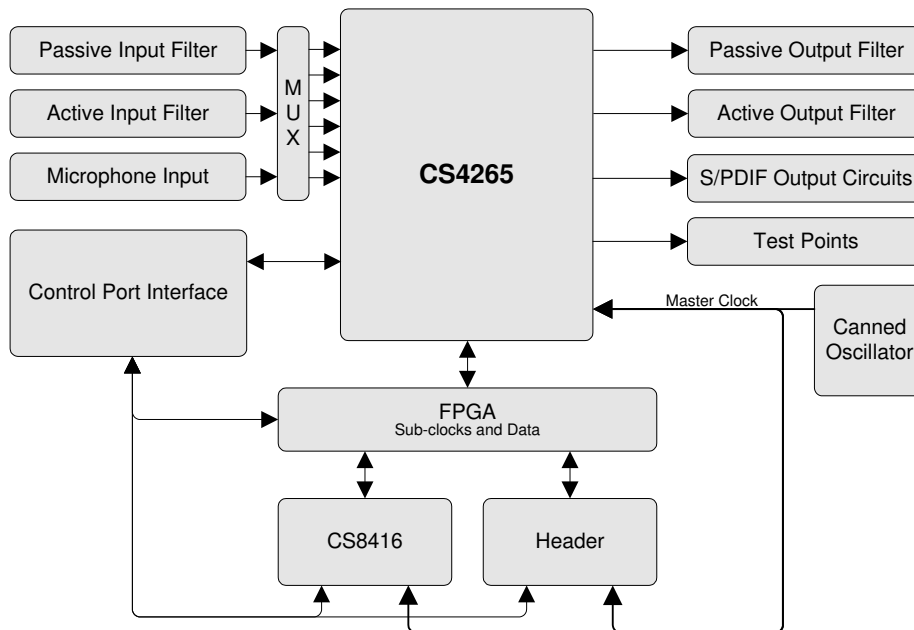 Passive Input Filter
Active Input Filter
Microphone Input
M
U
X
CS4265
Passive Output Filter
Active Output Filter
S/PDIF Output Circuits
Test Points
Control Port Interface
Master Clock
Canned
Oscillator
FPGA
Sub-clocks and Data
CS8416
Header